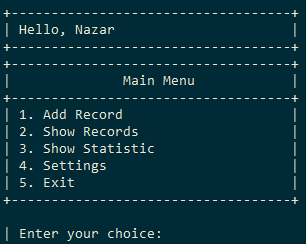 +-----------------------------------+
| Hello, Nazar
+-----------------------------------+
+-----------------------------------+
| Main Menu
+-----------------------------------+
| 1. Add Record
| 2. Show Records
| 3. Show Statistic
| 4. Settings
| 5. Exit
+-----------------------------------+
| Enter your choice: